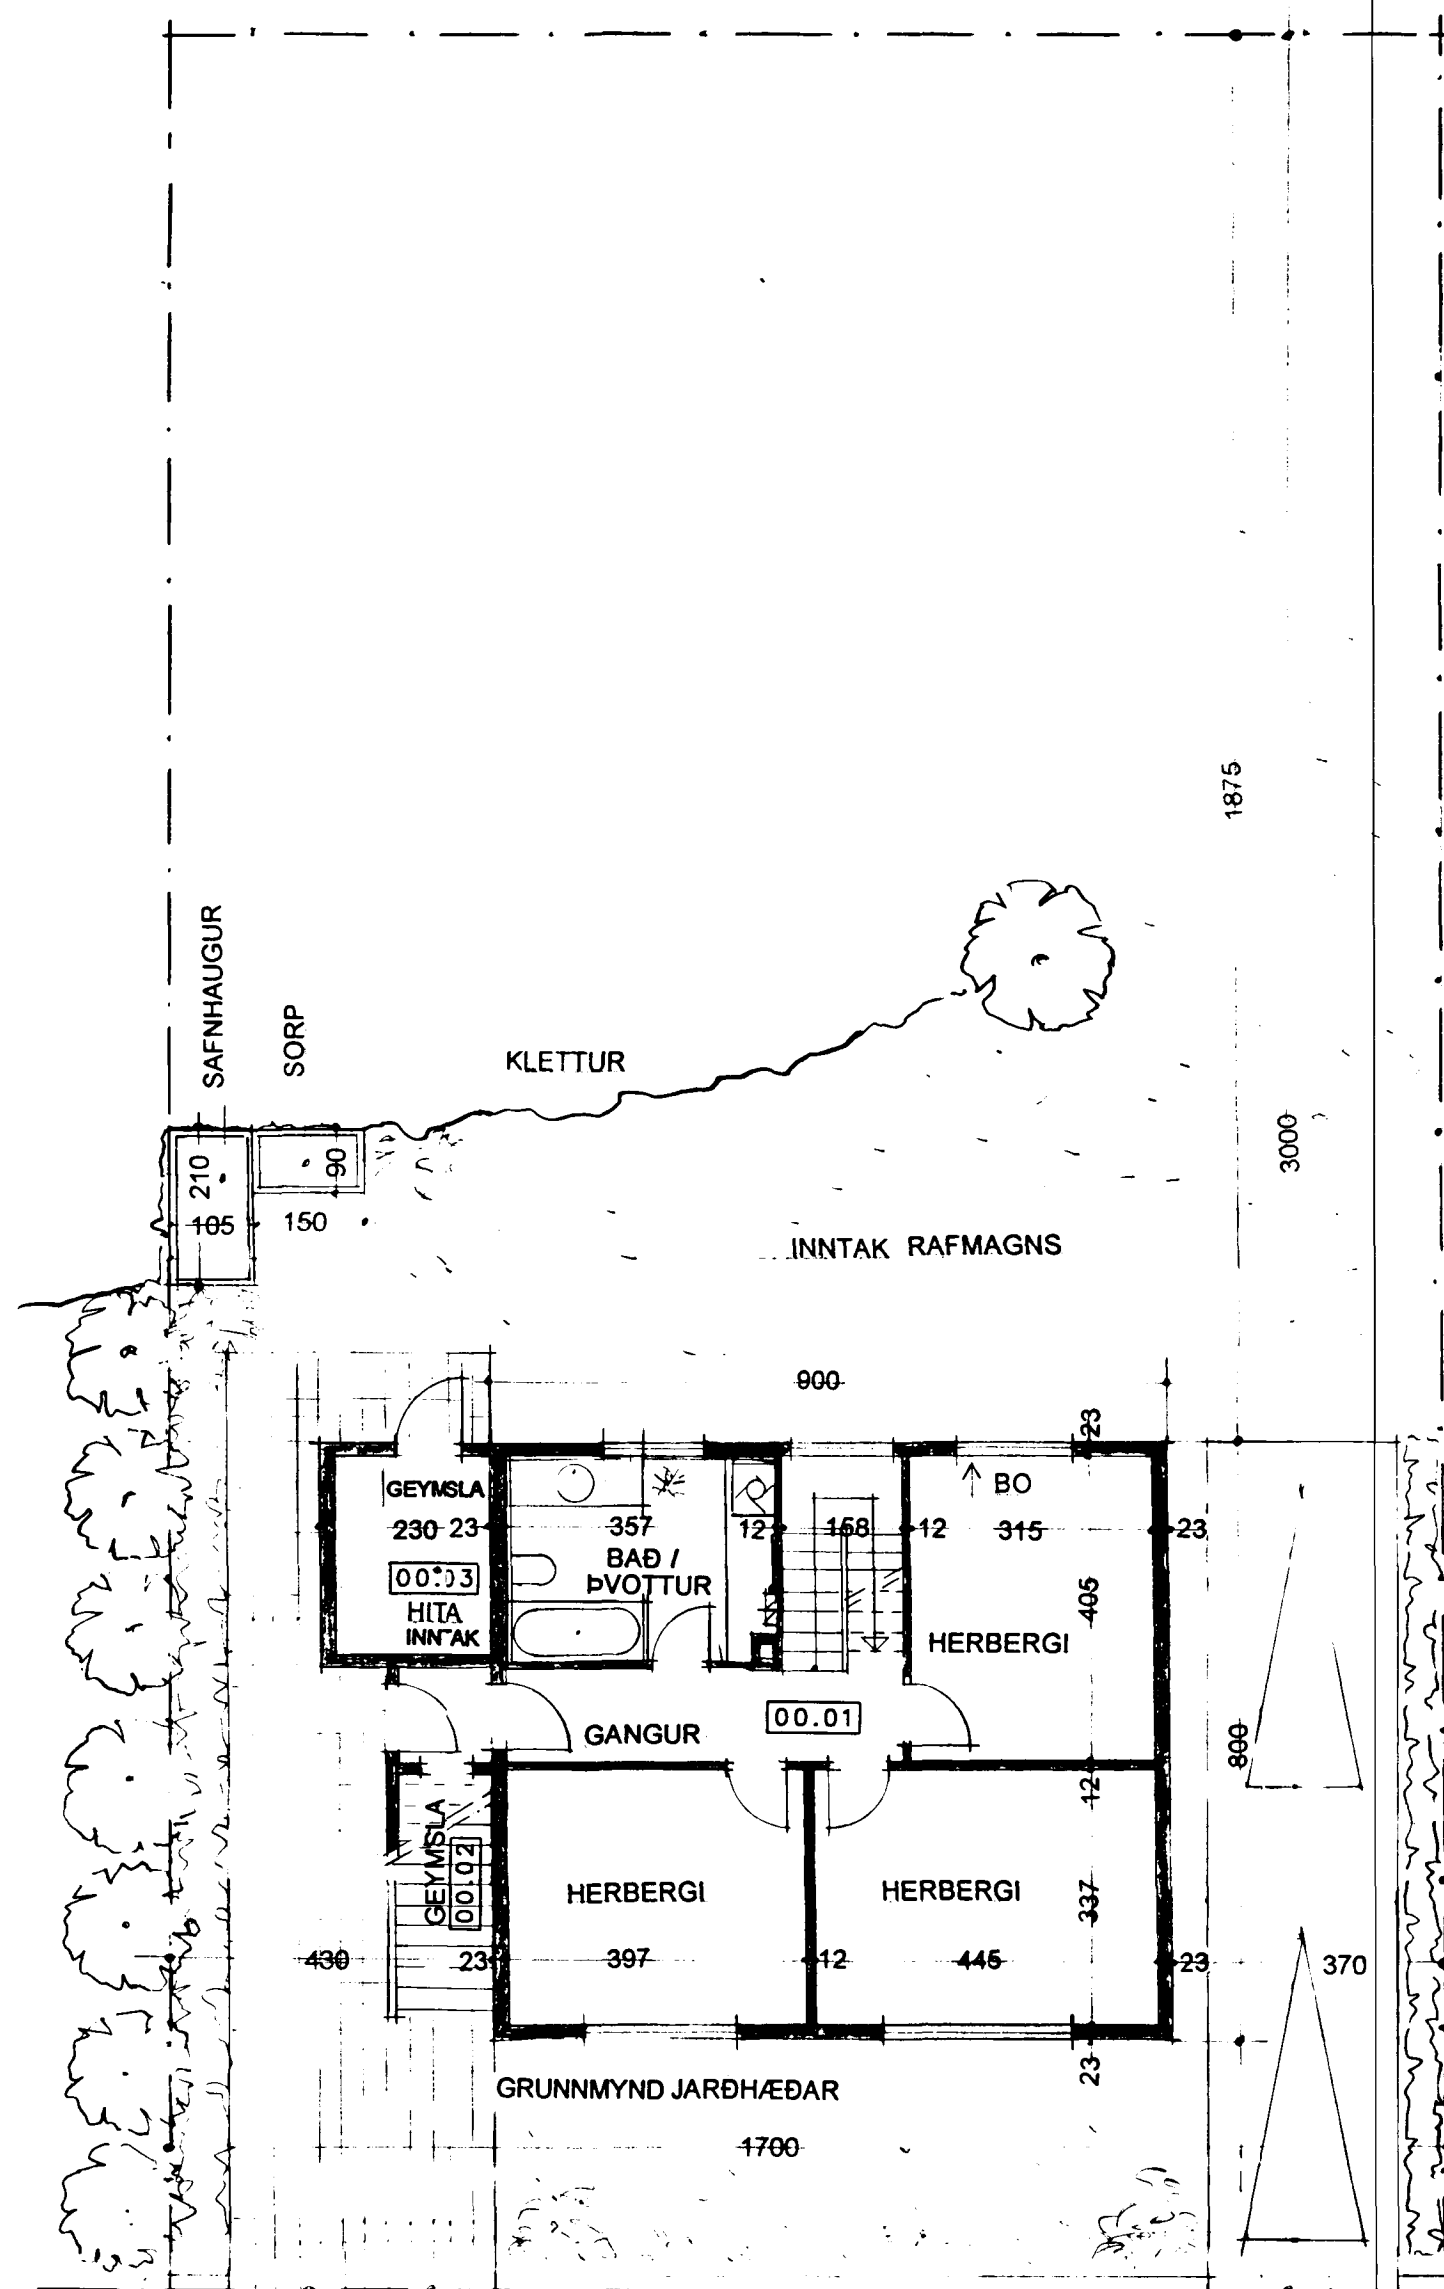 1875
SAFNHAUGUR
SORP
KLETTUR
3000
210
90
105
150
INNTAK RAFMAGNS
900
23
GEYMSLA
BO
230
23
357
12
168
12
315
23
BAÐ /
ÞVOTTUR
00.03
HITA
INNTAK
405
HERBERGI
00.01
GANGUR
800
12
GEYMSLA
00.02
HERBERGI
HERBERGI
337
430
23
397
12
445
23
370
23
GRUNNMYND JARÐHÆÐAR
1700